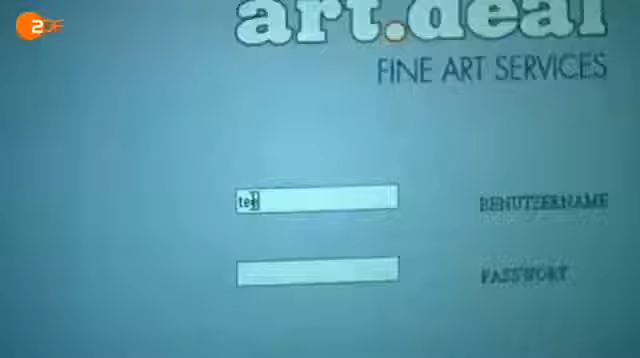 ZDF
art.deal
FINE ART SERVICES
BENUTZERNAME
PASSWORT